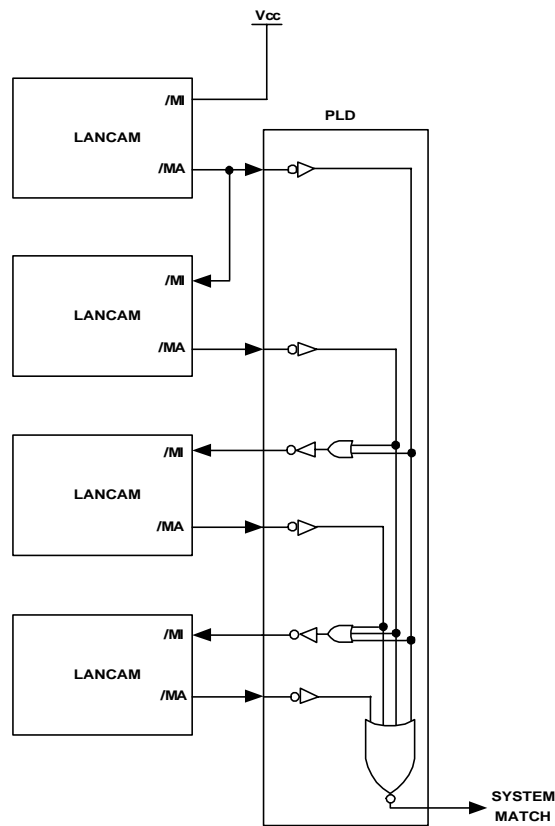 Vcc
/MI
LANCAM
/MA
PLD
/MI
LANCAM
/MA
/MI
LANCAM
/MA
/MI
LANCAM
/MA
SYSTEM
MATCH